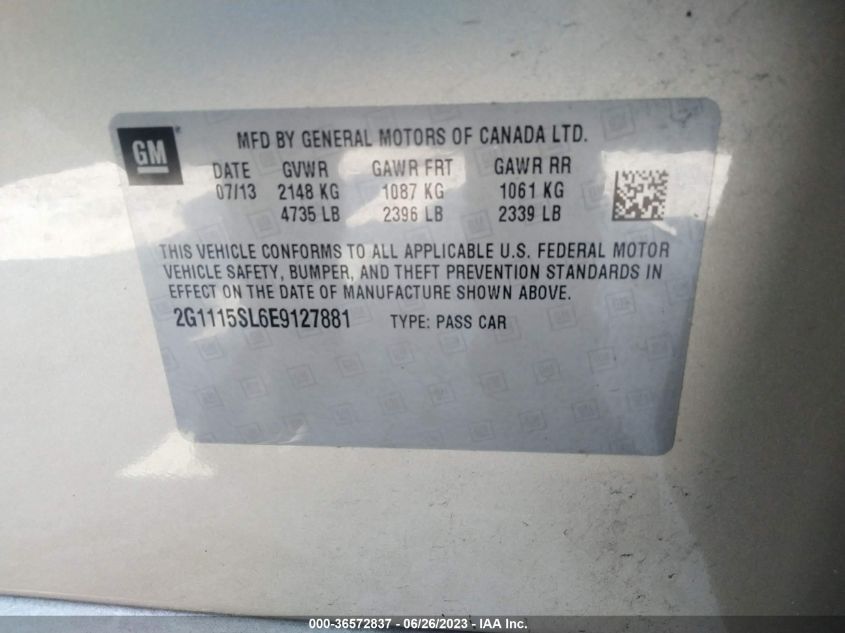 GM
MFD BY GENERAL MOTORS OF CANADA LTD.
DATE GVWR GAWR FRT GAWR RR
07/13 2148 KG 1087 KG 1061 KG
4735 LB 2396 LB 2339 LB
THIS VEHICLE CONFORMS TO ALL APPLICABLE U.S. FEDERAL MOTOR
VEHICLE SAFETY, BUMPER, AND THEFT PREVENTION STANDARDS IN
EFFECT ON THE DATE OF MANUFACTURE SHOWN ABOVE.
2G1115SL6E9127881 TYPE: PASS CAR
000-36572837 - 06/26/2023 - IAA Inc.